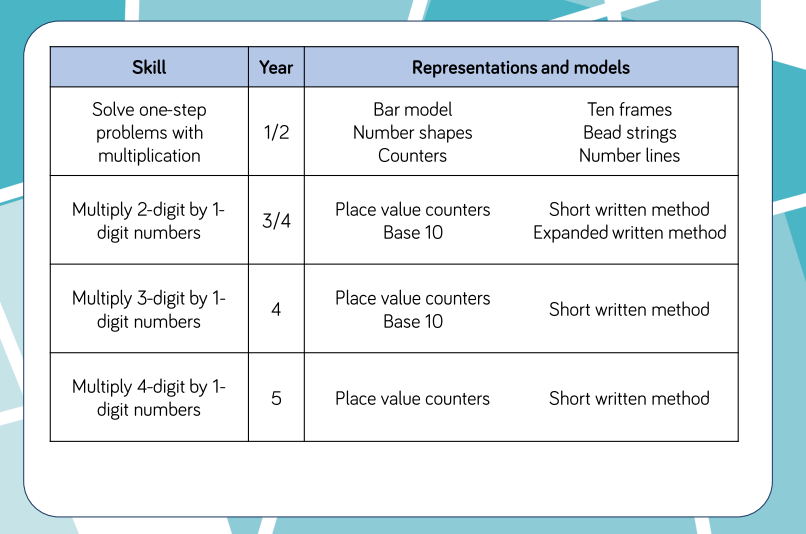 Skill Year Representations and models
Solve one-step
problems with
multiplication
1/2
Bar model
Number shapes
Counters
Ten frames
Bead strings
Number lines
Multiply 2-digit by 1-
digit numbers
3/4
Place value counters
Base 10
Short written method
Expanded written method
Multiply 3-digit by 1-
digit numbers
4
Place value counters
Base 10
Short written method
Multiply 4-digit by 1-
digit numbers
5
Place value counters
Short written method